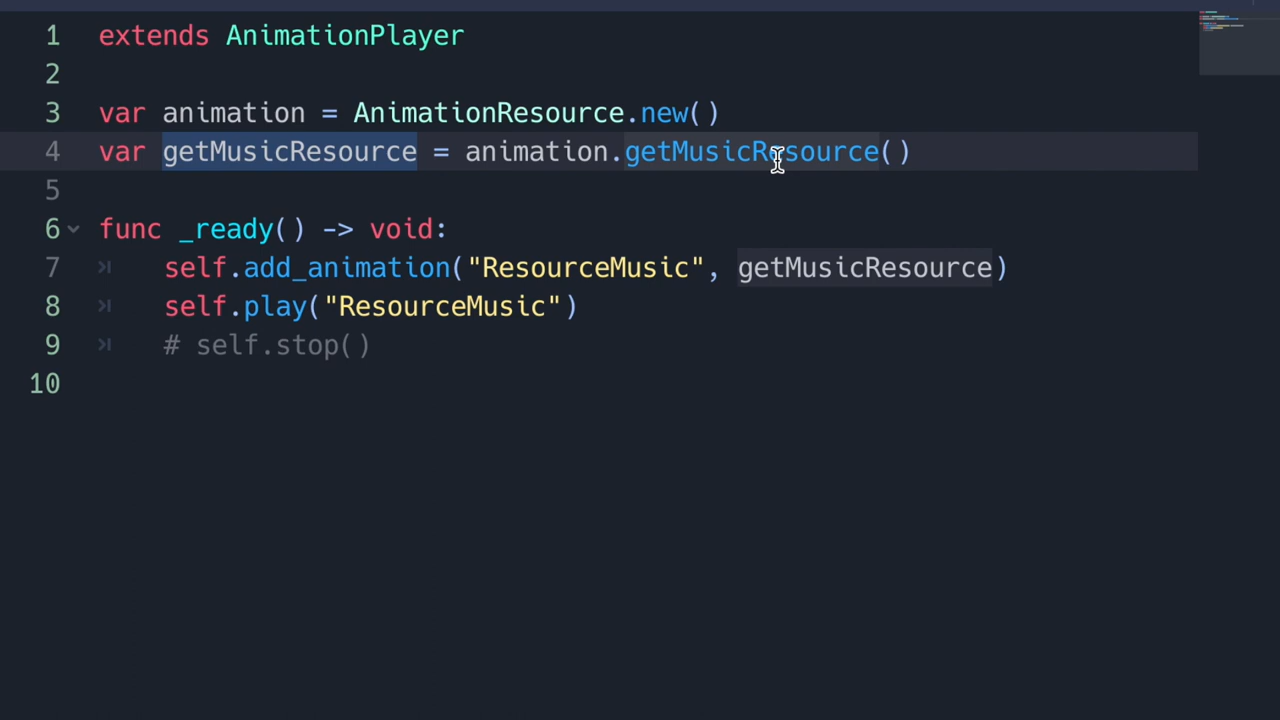 1 extends AnimationPlayer
2
3 var animation = AnimationResource.new()
4 var getMusicResource = animation.getMusicResource()
5
6 func _ready() -> void:
7 self.add_animation("ResourceMusic", getMusicResource)
8 self.play("ResourceMusic")
9 # self.stop()
10